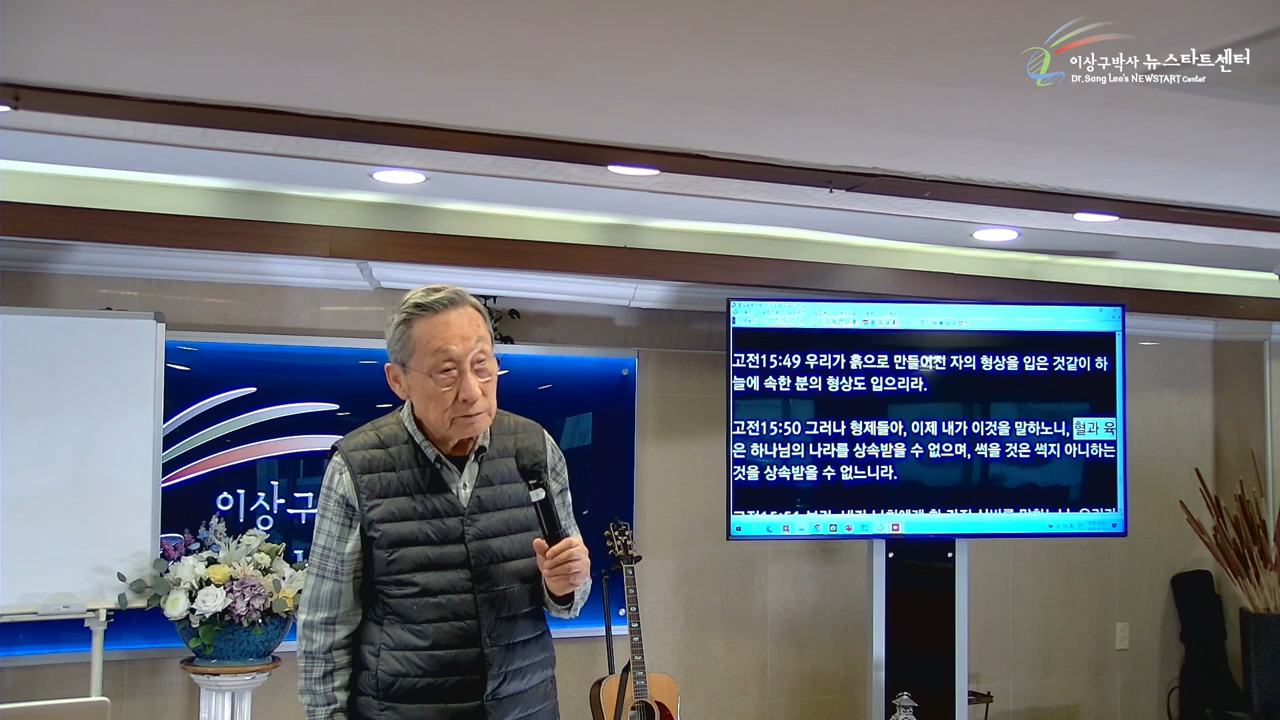 이상구박사 뉴스타트센터
Dr.Sang Lee's NEWSTART Center
고전15:49 우리가 흙으로 만들어진 자의 형상을 입은 것같이 하
늘에 속한 분의 형상도 입으리라.
고전15:50 그러나 형제들아, 이제 내가 이것을 말하노니, 혈과 육
은 하나님의 나라를 상속받을 수 없으며, 썩을 것은 썩지 아니하는
것을 상속받을 수 없느니라.
이상구